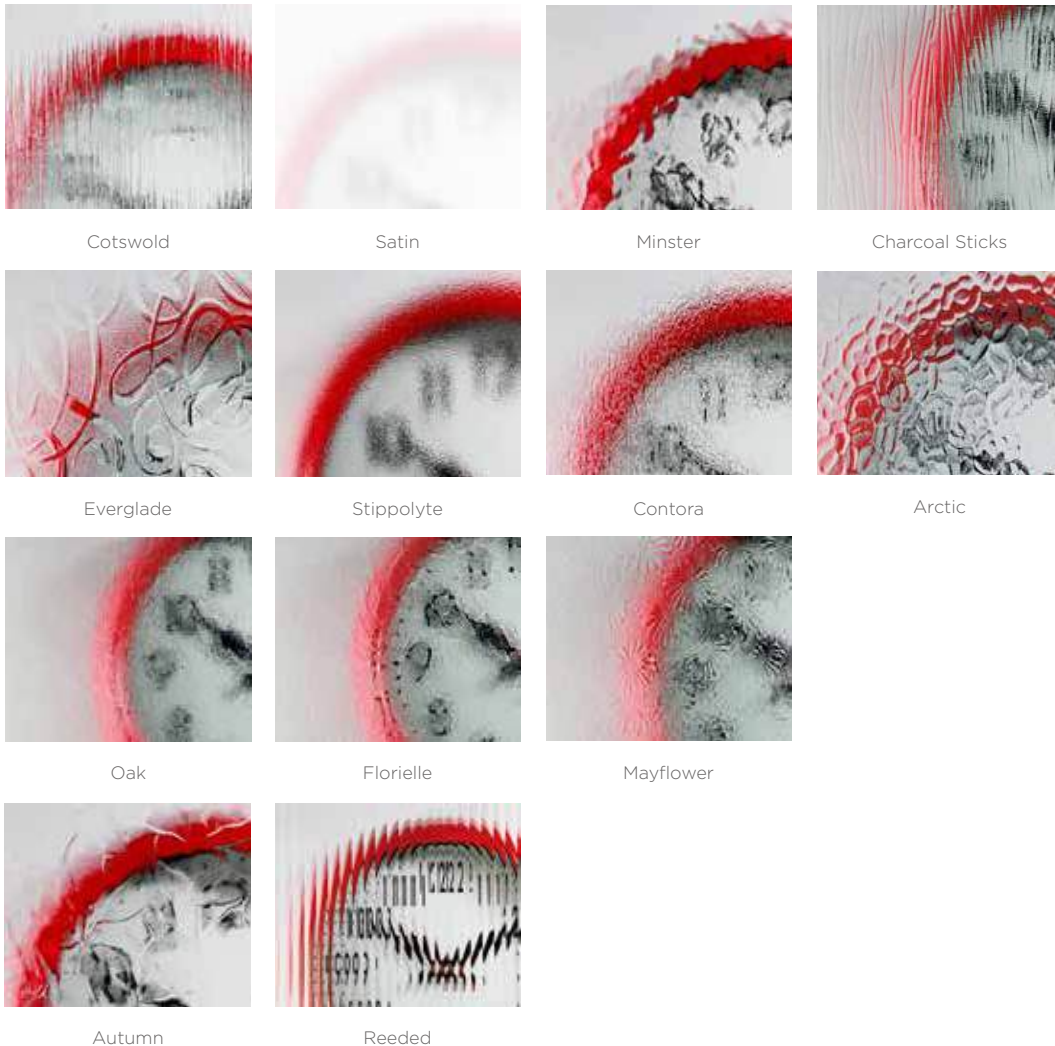 Cotswold
Satin
Minster
Charcoal Sticks
Everglade
Stippolyte
Contora
Arctic
Oak
Florielle
Mayflower
Autumn
Reeded